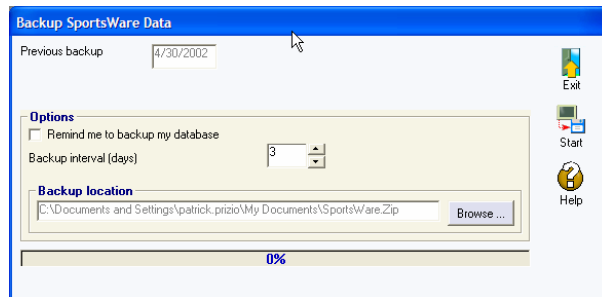 Backup SportsWare Data
Previous backup 4/30/2002
Exit
Options
Remind me to backup my database
Backup interval (days) 3
Start
Backup location
C:\Documents and Settings\patrick.prizio\My Documents\SportsWare.Zip Browse ...
Help
0%